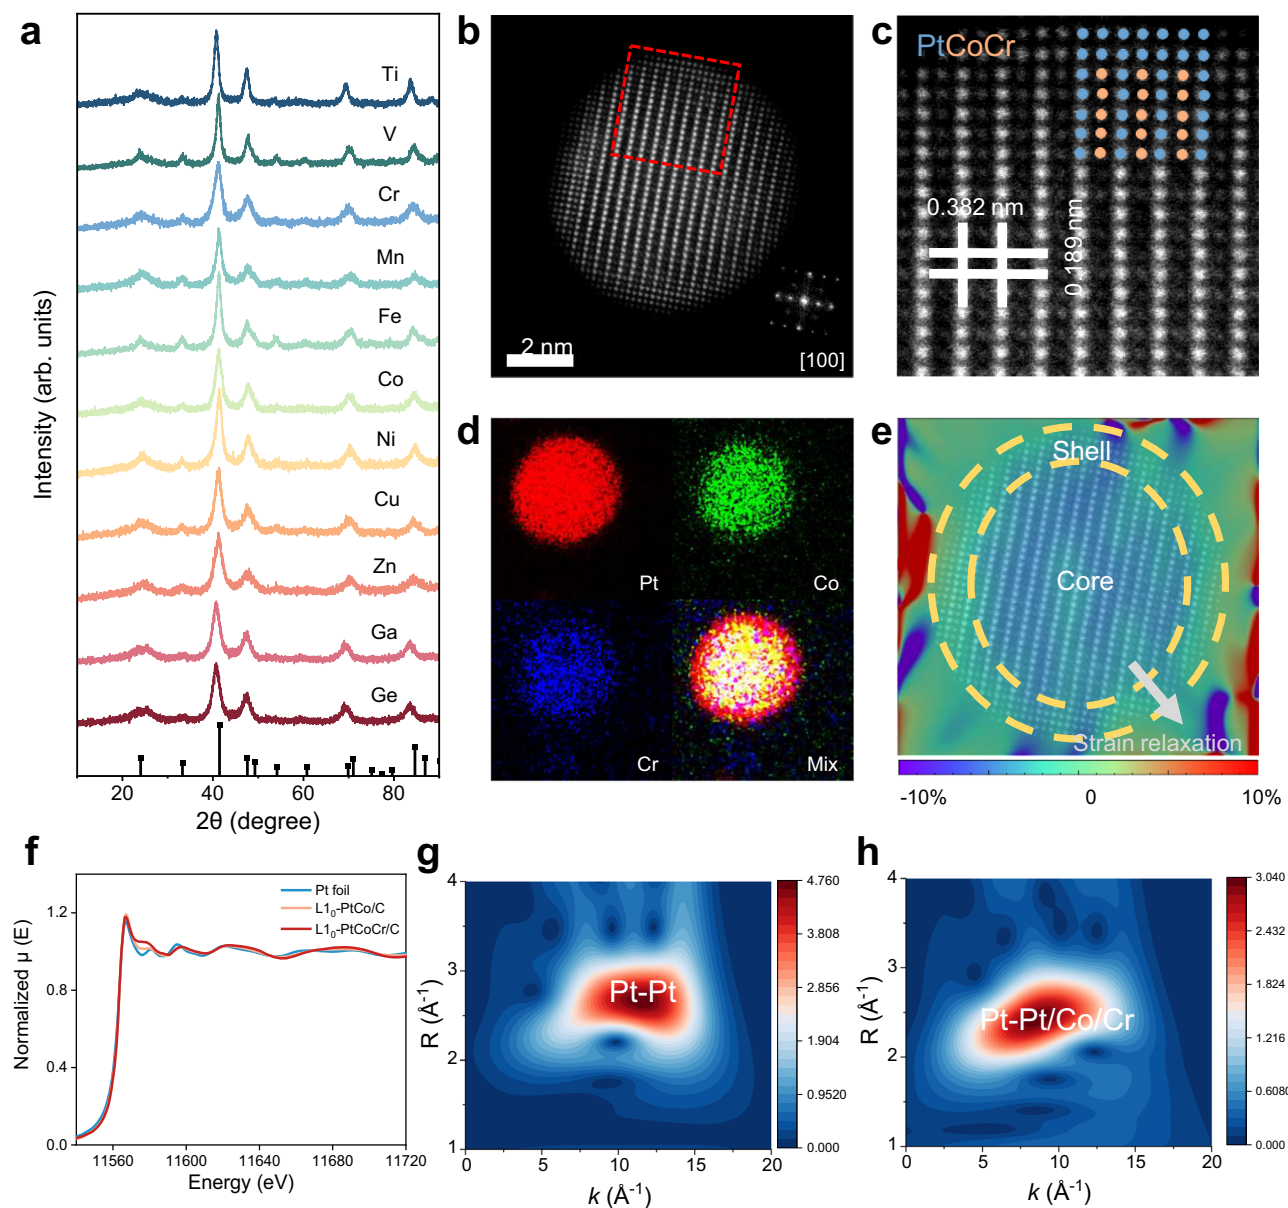 a
Ti
V
Cr
Mn
Fe
Co
Ni
Cu
Zn
Ga
Ge
Intensity (arb. units)
20 40 60 80
2θ (degree)
b
2 nm
[100]
c
PtCoCr
0.382 nm
0.189 nm
d
Pt
Co
Cr
Mix
e
Shell
Core
Strain relaxation
-10% 0 10%
f
Pt foil
L1₀-PtCo/C
L1₀-PtCoCr/C
Normalized μ (E)
1.2
0.8
0.4
0.0
11560 11600 11640 11680 11720
Energy (eV)
g
Pt-Pt
R (Å⁻¹)
4
3
2
1
0 5 10 15 20
k (Å⁻¹)
4.760
3.808
2.856
1.904
0.9520
0.000
h
Pt-Pt/Co/Cr
R (Å⁻¹)
4
3
2
1
0 5 10 15 20
k (Å⁻¹)
3.040
2.432
1.824
1.216
0.6080
0.000